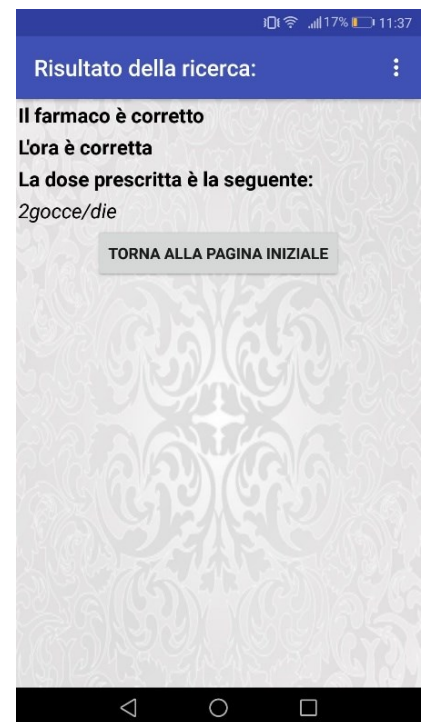 17% 11:37
Risultato della ricerca:
Il farmaco è corretto
L'ora è corretta
La dose prescritta è la seguente:
2gocce/die
TORNA ALLA PAGINA INIZIALE